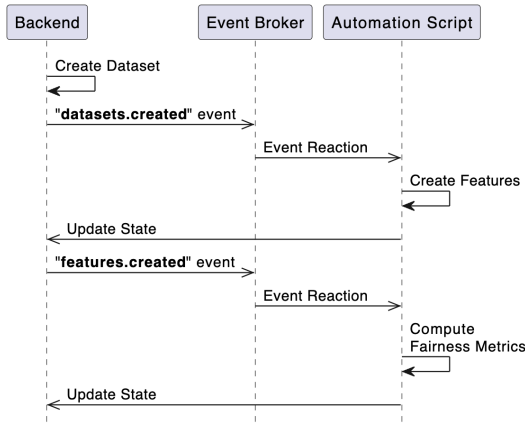 Backend
Event Broker
Automation Script
Create Dataset
"datasets.created" event
Event Reaction
Create Features
Update State
"features.created" event
Event Reaction
Compute
Fairness Metrics
Update State